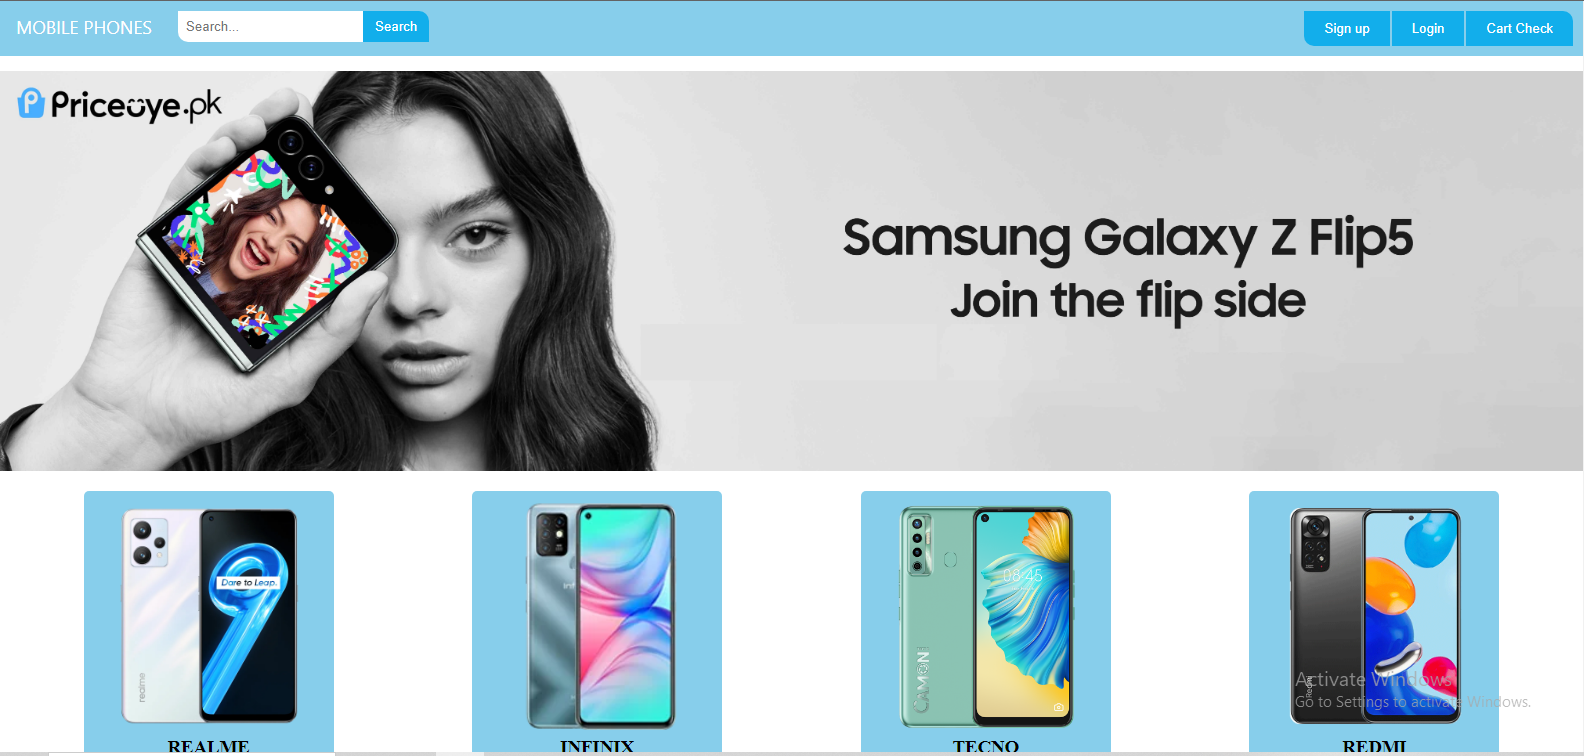 MOBILE PHONES
Search...
Search
Sign up
Login
Cart Check
Priceoye.pk
Samsung Galaxy Z Flip5
Join the flip side
Dare to Leap.
realme
CAMON
08:45
Redmi
Activate Windows
Go to Settings to activate Windows.
REALME
INFINIX
TECNO
REDMI